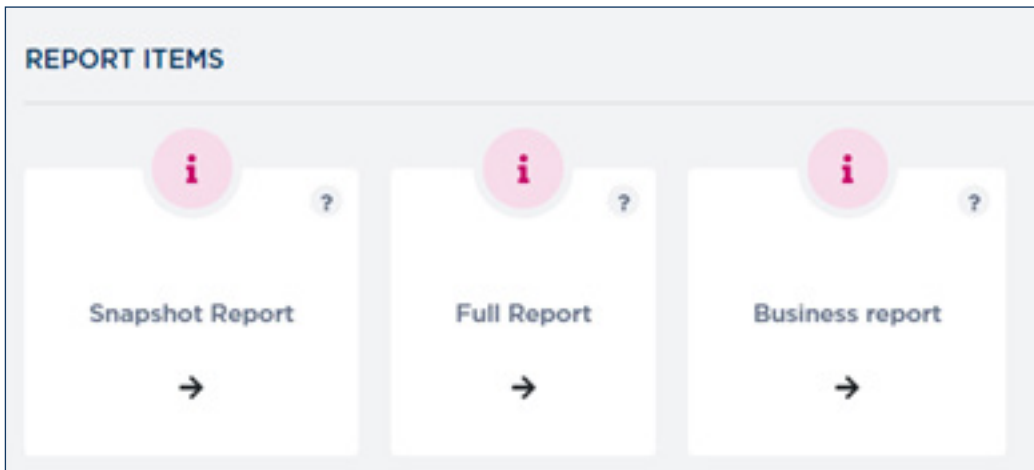 REPORT ITEMS
i
i
i
?
?
?
Snapshot Report
Full Report
Business report
→
→
→